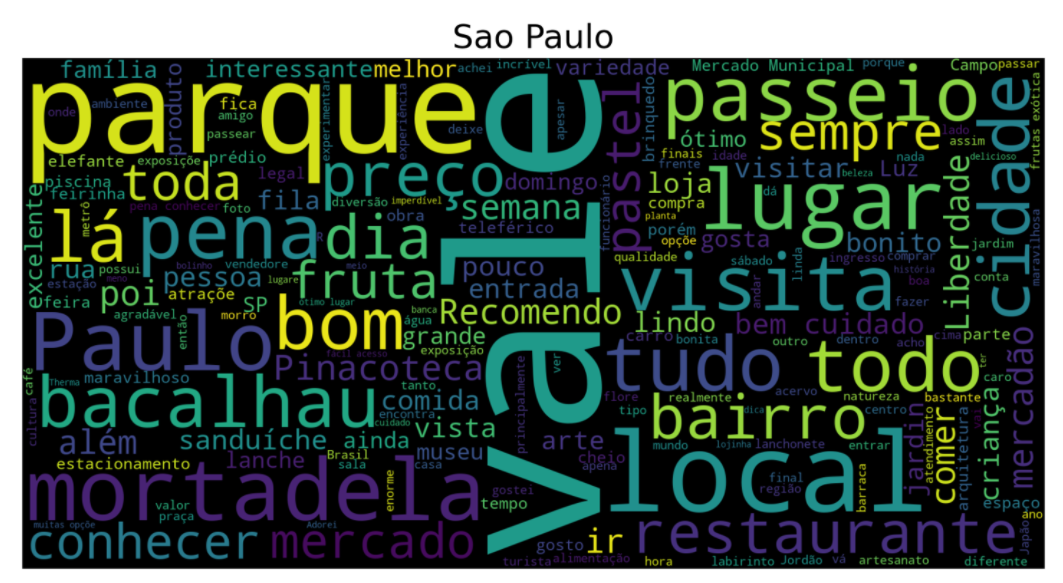 Sao Paulo
família interessante melhor achei incrível variedade Mercado Municipal porque Campo passar
parque vale passeio cidade
onde ambiente produto fica amigo passear experimentar experiência deixe apesar pastel brinquedo ótimo sempre lado assim frutas exótica
elefante exposiçõe prédio legal preço domingo finais idade frente visitar nada Luz delicioso
piscina feirinha toda fila diversão imperdível semana loja beleza dá
excelente metrô lá pena conhecer foto obra teleférico funcionário compra planta lugar Liberdade jardim maravilhosa
pena dia R porém opçõe gosta bonito
rua estação possui bolinho vendedore pessoa lugare meio fruta pouco entrada qualidade visita sábado linda ingresso comprar história conta
feira poi atraçõe SP ótimo lugar banca Recomendo andar fazer boa
agradável então morro bom água grande lindo carro bem cuidado cima parte
Paulo fácil acesso exposição ver bonita outro dentro acho ter
café Therma maravilhoso Pinacoteca tudo todo caro mercadão
cultura bacalhau tanto comida encontra cuidado principalmente flore realmente acervo natureza bastante
tipo bairro dica centro criança vai
além sanduíche ainda vista arte mundo lojinha lanchonete entrar jardin comer atendimento arquitetura
estacionamento lanche Brasil sala casa museu cheio apena local final região barraca
mortadela valor praça enorme gostei tempo espaço ano
muitas opçõe Adorei restaurante Japão
conhecer mercado gosto ir diferente
turista alimentação hora labirinto Jordão vá artesanato